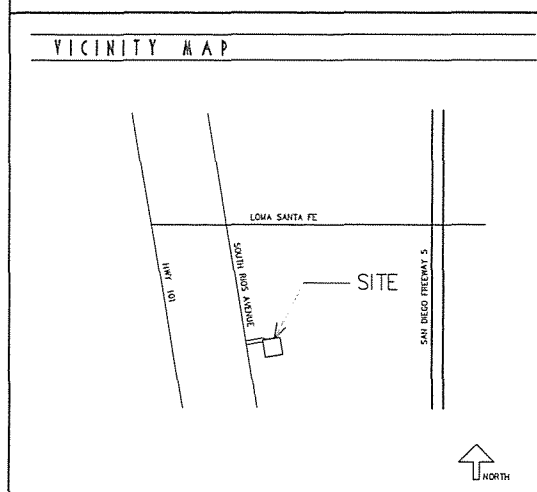 VICINITY MAP
LOMA SANTA FE
HWY 101
SOUTH RIOS AVENUE
SITE
SAN DIEGO FREEWAY 5
NORTH